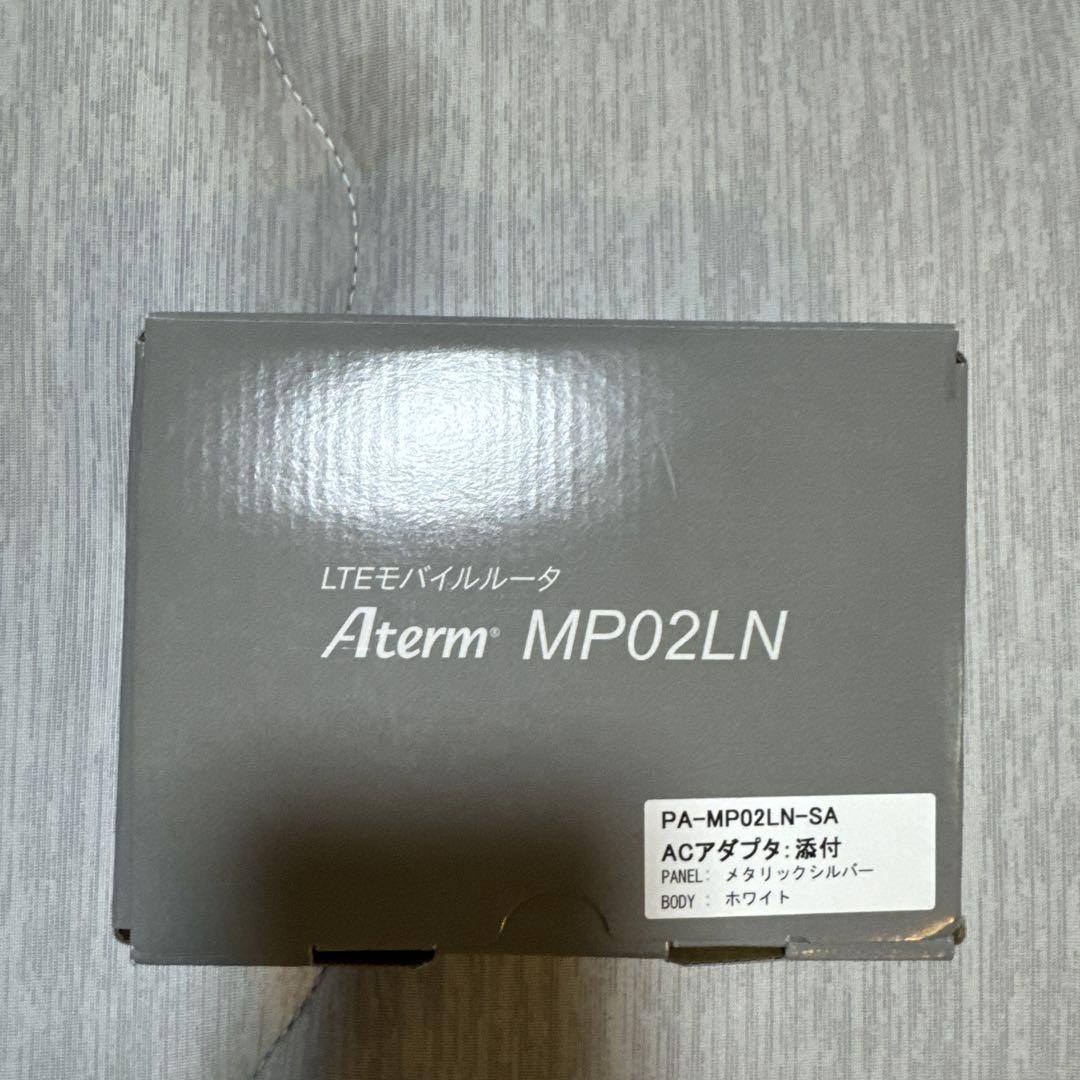 LTEモバイルルータ
Aterm® MP02LN
PA-MP02LN-SA
ACアダプタ:添付
PANEL: メタリックシルバー
BODY : ホワイト